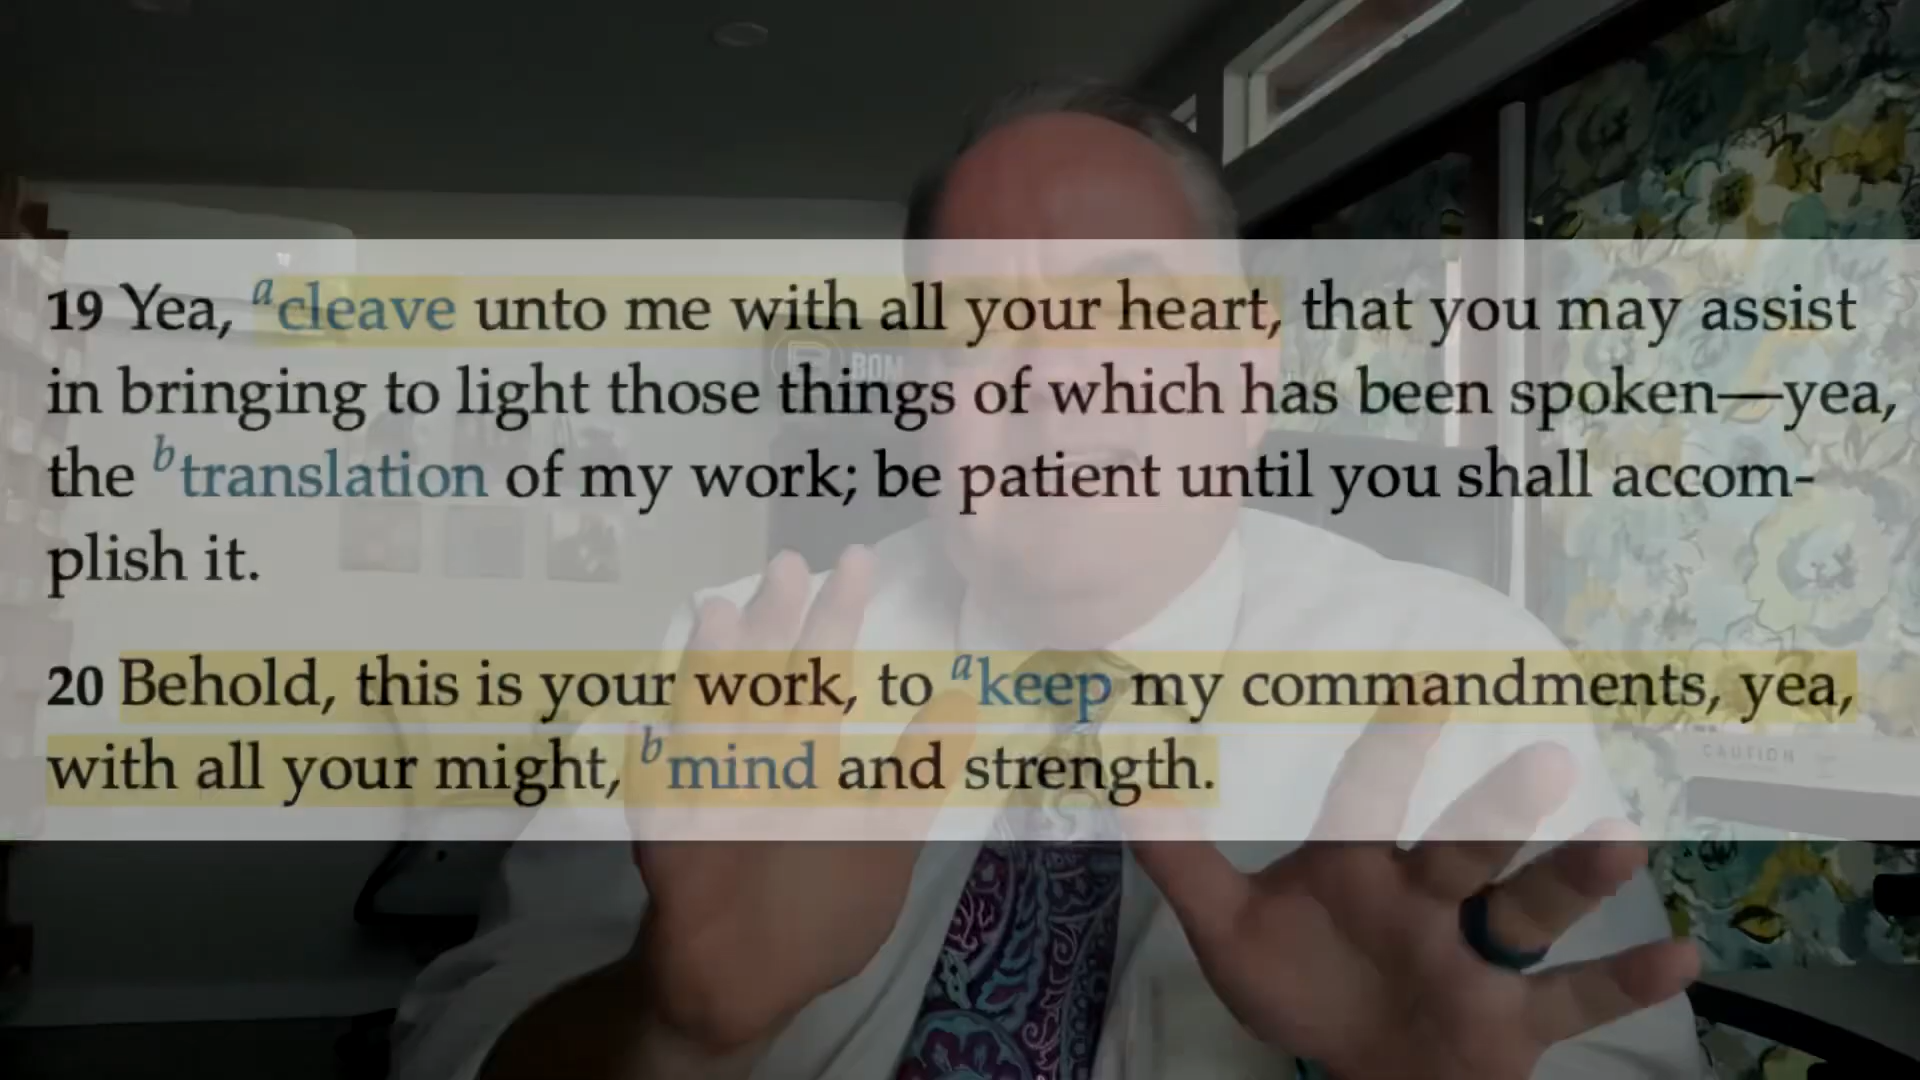 BOM
19 Yea, ᵃcleave unto me with all your heart, that you may assist
in bringing to light those things of which has been spoken—yea,
the ᵇtranslation of my work; be patient until you shall accom-
plish it.
20 Behold, this is your work, to ᵃkeep my commandments, yea,
with all your might, ᵇmind and strength.
CAUTION